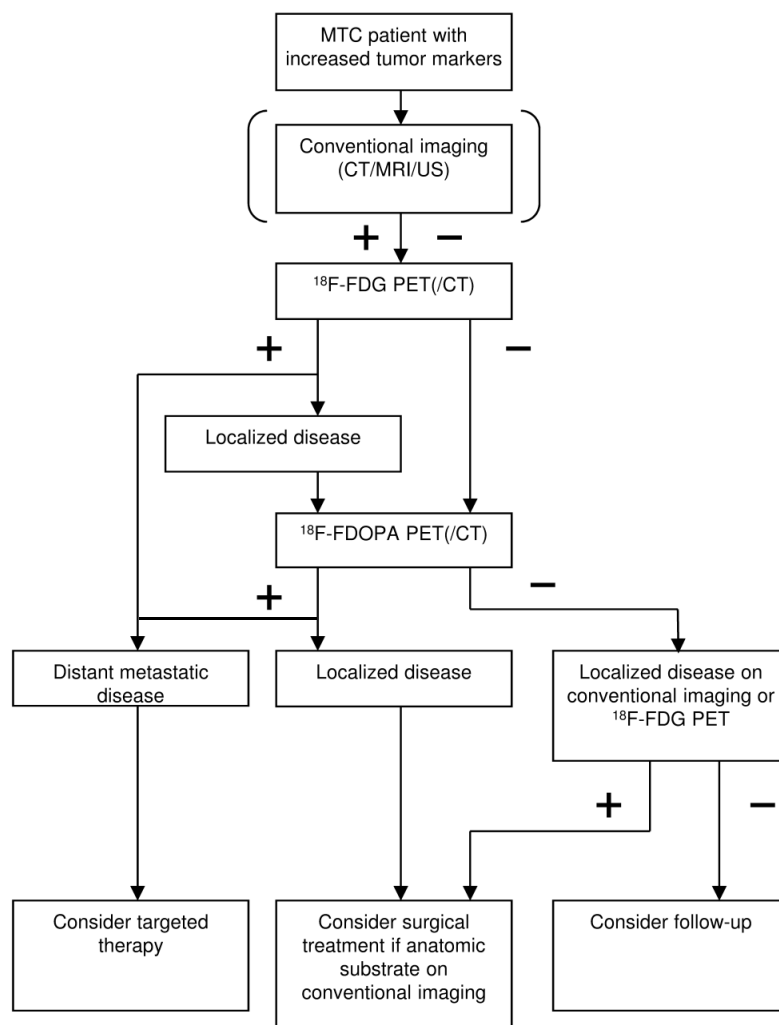 MTC patient with
increased tumor markers
Conventional imaging
(CT/MRI/US)
+ −
¹⁸F-FDG PET(/CT)
+ −
Localized disease
¹⁸F-FDOPA PET(/CT)
+ −
Distant metastatic
disease
Localized disease
Localized disease on
conventional imaging or
¹⁸F-FDG PET
+ −
Consider targeted
therapy
Consider surgical
treatment if anatomic
substrate on
conventional imaging
Consider follow-up